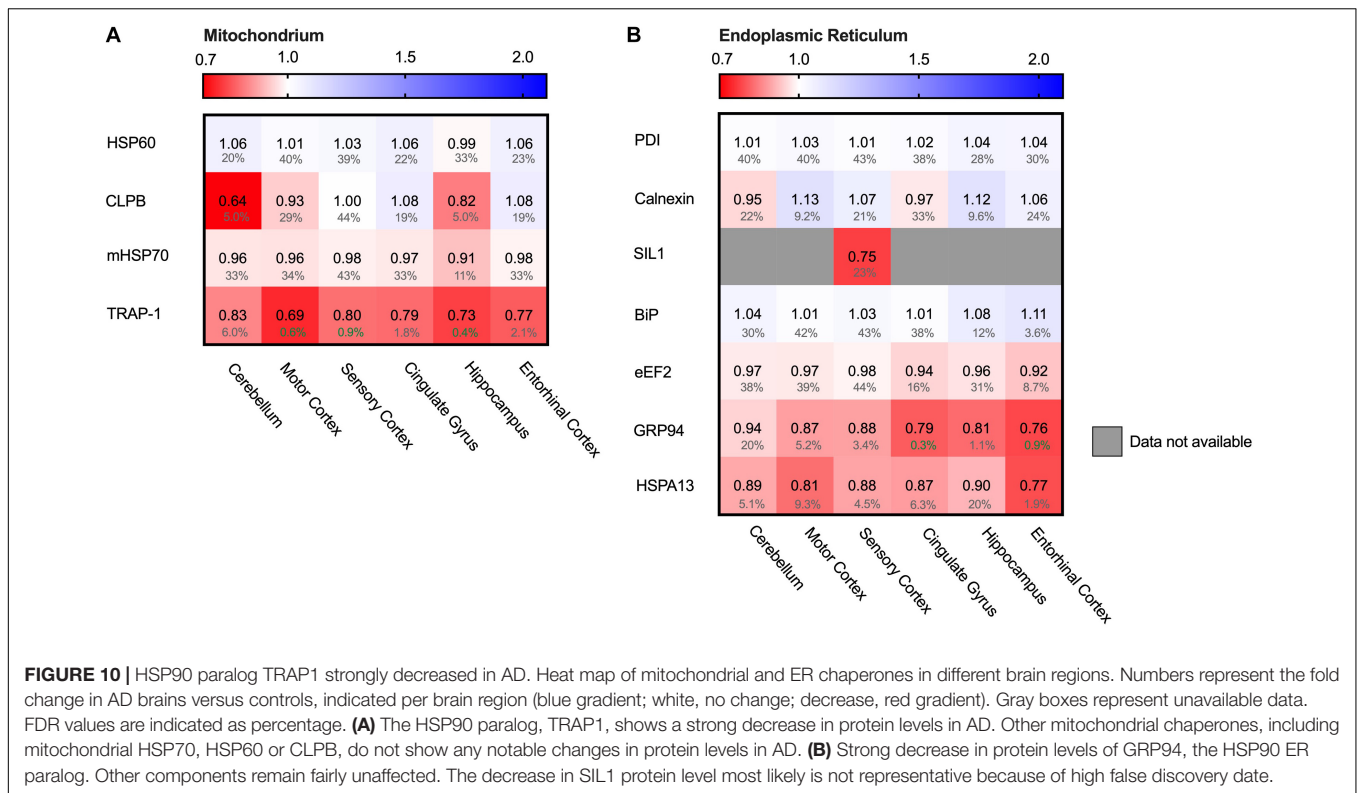 A
Mitochondrium
0.7 1.0 1.5 2.0
HSP60 1.06 1.01 1.03 1.06 0.99 1.06
20% 40% 39% 22% 33% 23%
CLPB 0.64 0.93 1.00 1.08 0.82 1.08
5.0% 29% 44% 19% 5.0% 19%
mHSP70 0.96 0.96 0.98 0.97 0.91 0.98
33% 34% 43% 33% 11% 33%
TRAP-1 0.83 0.69 0.80 0.79 0.73 0.77
6.0% 0.6% 0.9% 1.8% 0.4% 2.1%
Cerebellum
Motor Cortex
Sensory Cortex
Cingulate Gyrus
Hippocampus
Entorhinal Cortex
B
Endoplasmic Reticulum
0.7 1.0 1.5 2.0
PDI 1.01 1.03 1.01 1.02 1.04 1.04
40% 40% 43% 38% 28% 30%
Calnexin 0.95 1.13 1.07 0.97 1.12 1.06
22% 9.2% 21% 33% 9.6% 24%
SIL1 0.75
23%
BiP 1.04 1.01 1.03 1.01 1.08 1.11
30% 42% 43% 38% 12% 3.6%
eEF2 0.97 0.97 0.98 0.94 0.96 0.92
38% 39% 44% 16% 31% 8.7%
GRP94 0.94 0.87 0.88 0.79 0.81 0.76
20% 5.2% 3.4% 0.3% 1.1% 0.9%
HSPA13 0.89 0.81 0.88 0.87 0.90 0.77
5.1% 9.3% 4.5% 6.3% 20% 1.9%
Cerebellum
Motor Cortex
Sensory Cortex
Cingulate Gyrus
Hippocampus
Entorhinal Cortex
Data not available
FIGURE 10 | HSP90 paralog TRAP1 strongly decreased in AD. Heat map of mitochondrial and ER chaperones in different brain regions. Numbers represent the fold
change in AD brains versus controls, indicated per brain region (blue gradient; white, no change; decrease, red gradient). Gray boxes represent unavailable data.
FDR values are indicated as percentage. (A) The HSP90 paralog, TRAP1, shows a strong decrease in protein levels in AD. Other mitochondrial chaperones, including
mitochondrial HSP70, HSP60 or CLPB, do not show any notable changes in protein levels in AD. (B) Strong decrease in protein levels of GRP94, the HSP90 ER
paralog. Other components remain fairly unaffected. The decrease in SIL1 protein level most likely is not representative because of high false discovery date.